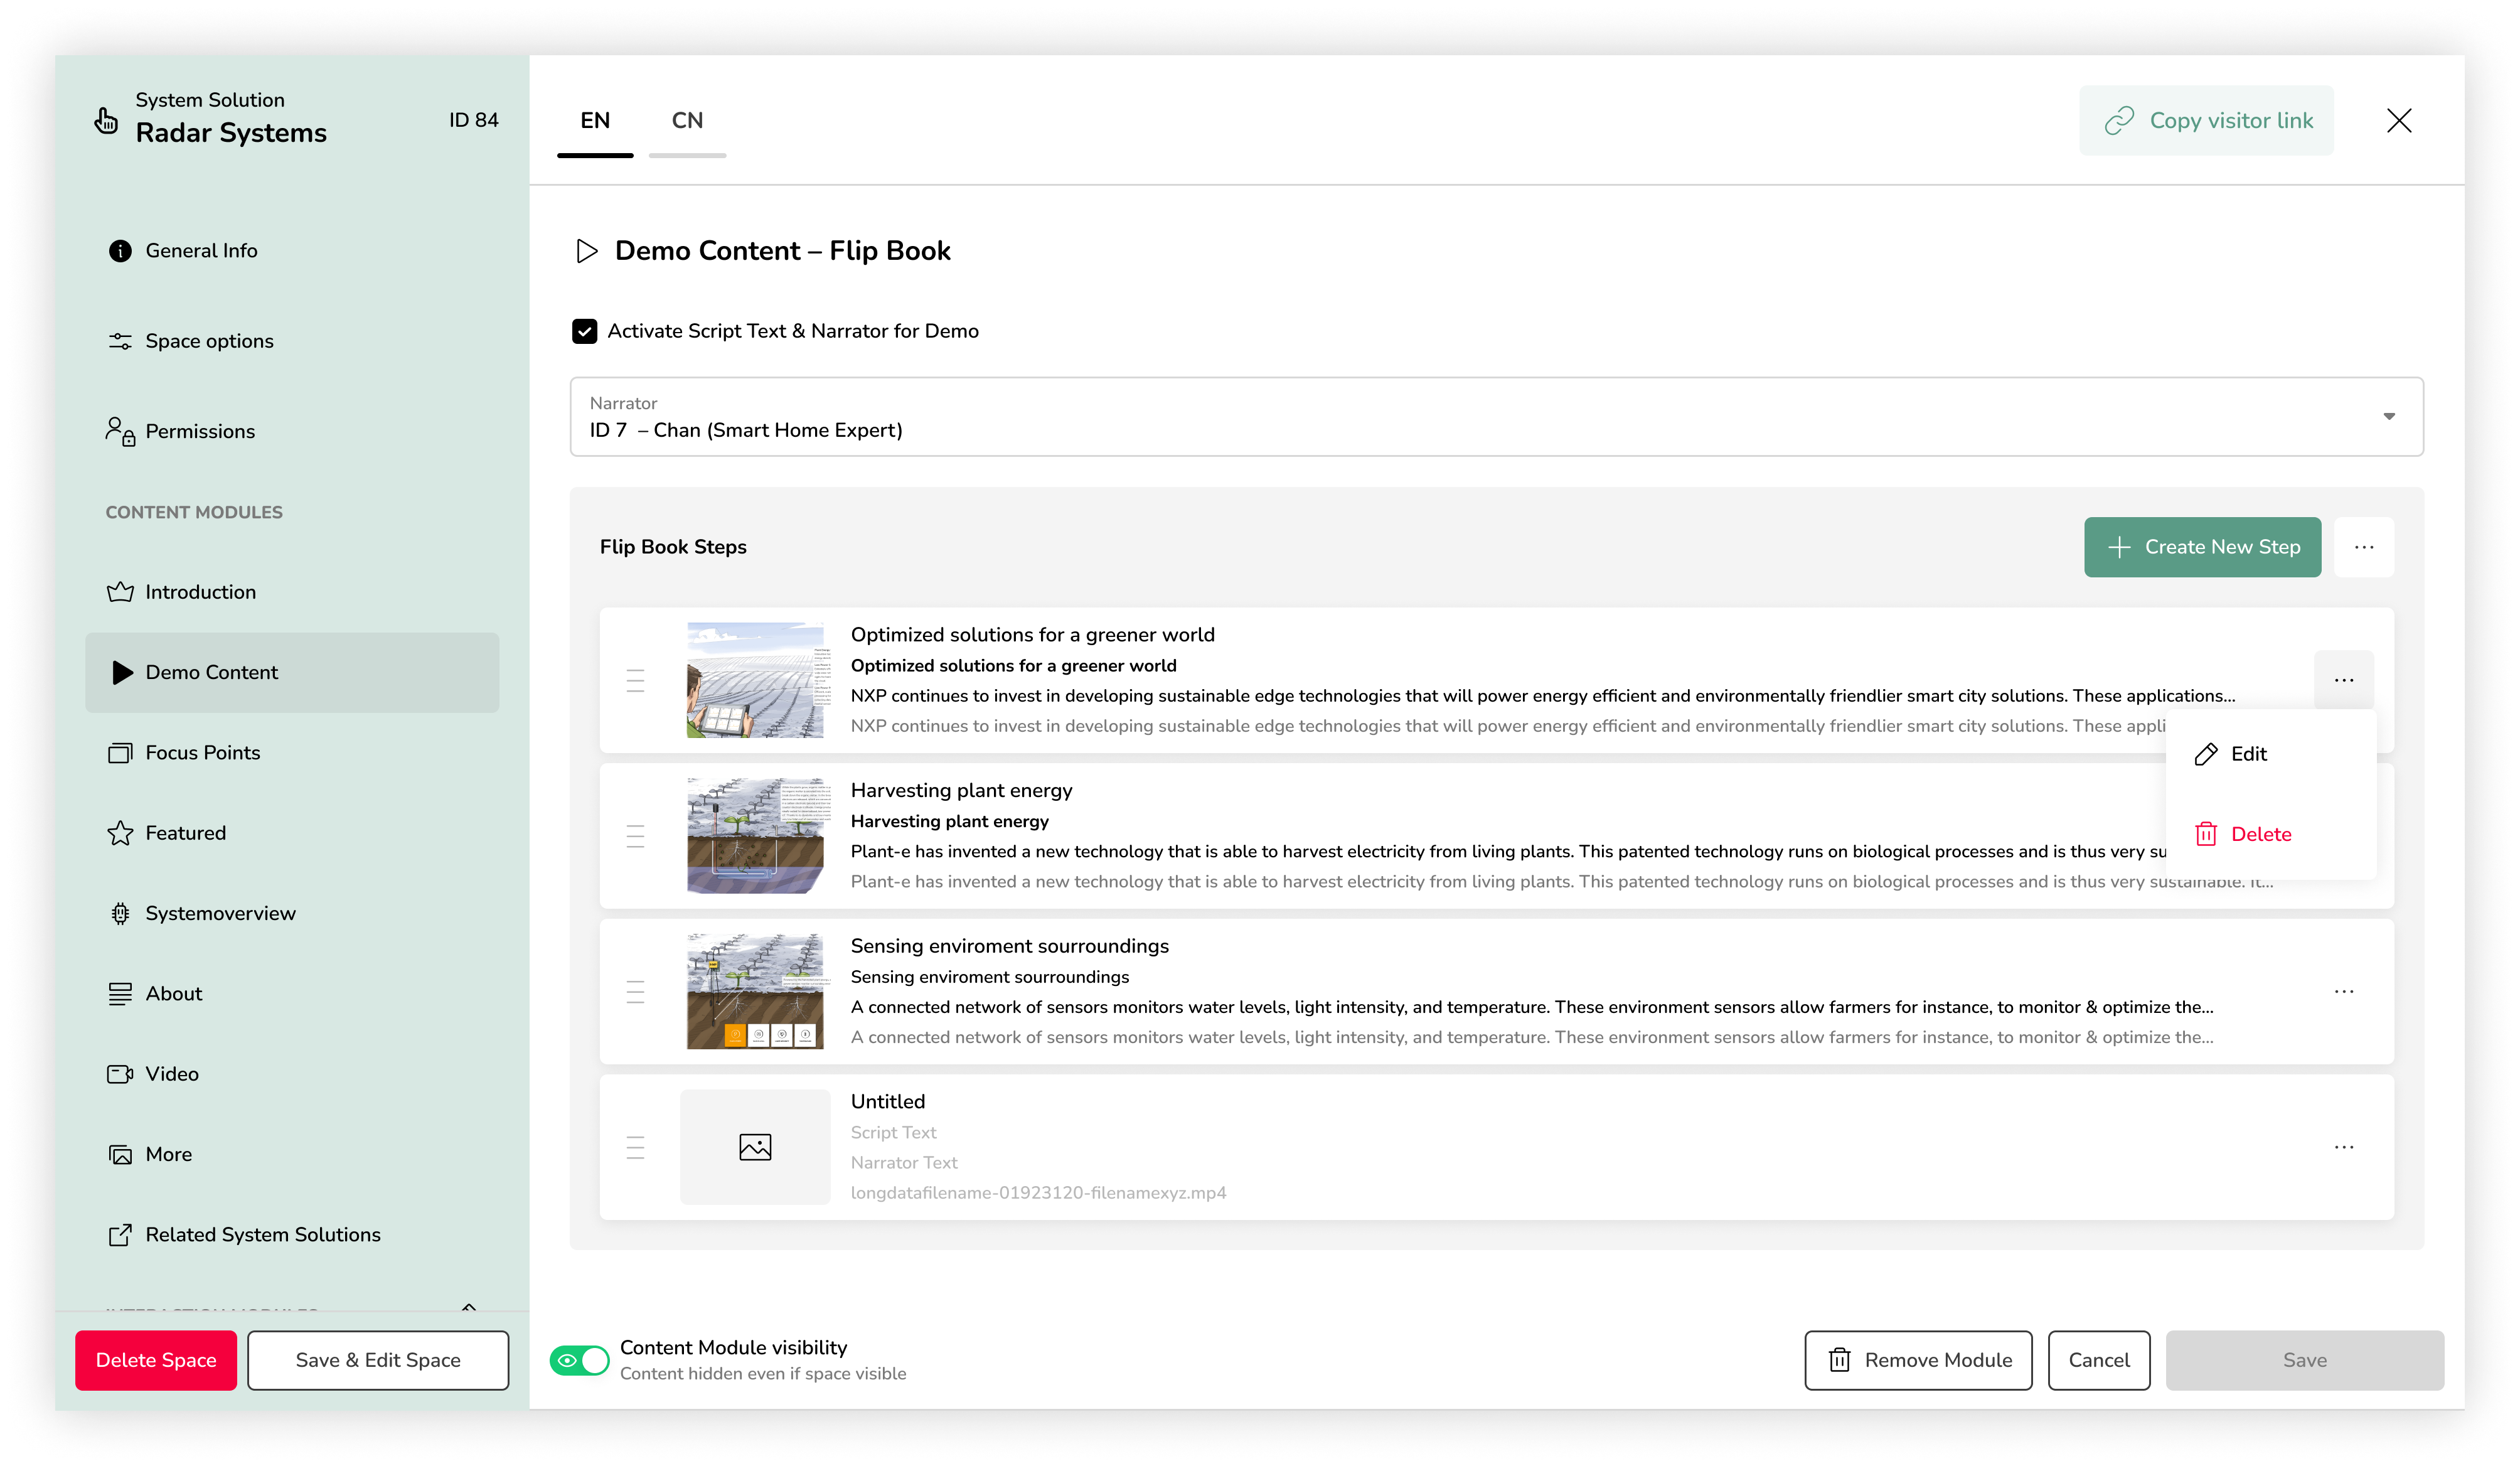 System Solution
Radar Systems
ID 84
General Info
Space options
Permissions
CONTENT MODULES
Introduction
Demo Content
Focus Points
Featured
Systemoverview
About
Video
More
Related System Solutions
Delete Space
Save & Edit Space
EN
CN
Copy visitor link
Demo Content – Flip Book
Activate Script Text & Narrator for Demo
Narrator
ID 7 – Chan (Smart Home Expert)
Flip Book Steps
Create New Step
Optimized solutions for a greener world
Optimized solutions for a greener world
NXP continues to invest in developing sustainable edge technologies that will power energy efficient and environmentally friendlier smart city solutions. These applications...
NXP continues to invest in developing sustainable edge technologies that will power energy efficient and environmentally friendlier smart city solutions. These appli
Edit
Delete
Harvesting plant energy
Harvesting plant energy
Plant-e has invented a new technology that is able to harvest electricity from living plants. This patented technology runs on biological processes and is thus very su
Plant-e has invented a new technology that is able to harvest electricity from living plants. This patented technology runs on biological processes and is thus very sustainable. It...
Sensing enviroment sourroundings
Sensing enviroment sourroundings
A connected network of sensors monitors water levels, light intensity, and temperature. These environment sensors allow farmers for instance, to monitor & optimize the...
A connected network of sensors monitors water levels, light intensity, and temperature. These environment sensors allow farmers for instance, to monitor & optimize the...
Untitled
Script Text
Narrator Text
longdatafilename-01923120-filenamexyz.mp4
Content Module visibility
Content hidden even if space visible
Remove Module
Cancel
Save